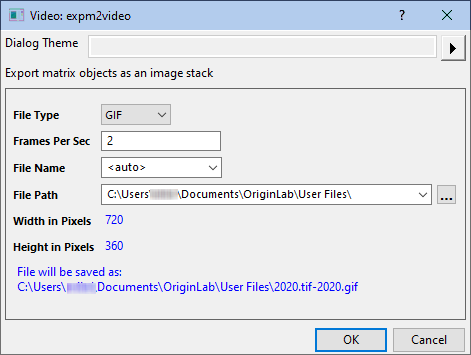 Video: expm2video
Dialog Theme
Export matrix objects as an image stack
File Type GIF
Frames Per Sec 2
File Name <auto>
File Path C:\Users\ \Documents\OriginLab\User Files\ ...
Width in Pixels 720
Height in Pixels 360
File will be saved as:
C:\Users\ Documents\OriginLab\User Files\2020.tif-2020.gif
OK Cancel